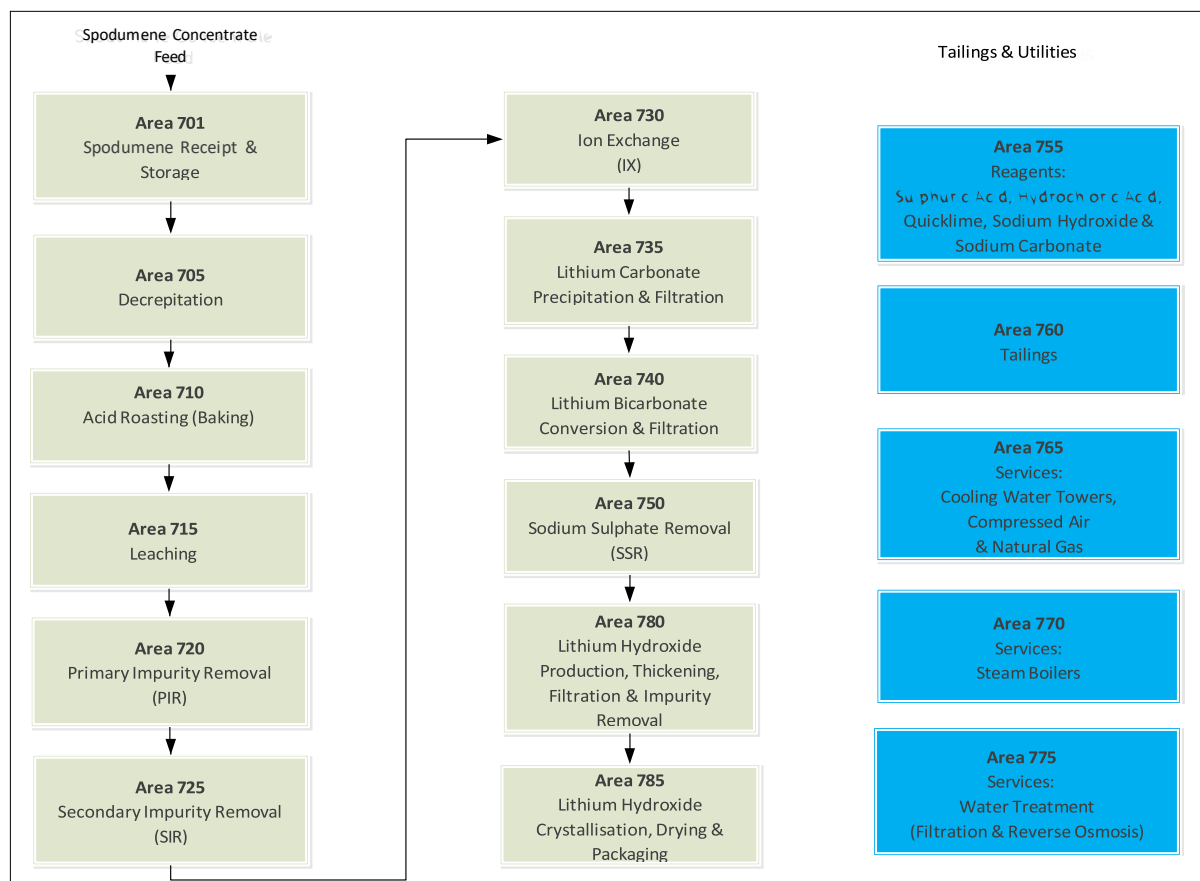 Spodumene Concentrate
Feed
Area 701
Spodumene Receipt &
Storage
Area 705
Decrepitation
Area 710
Acid Roasting (Baking)
Area 715
Leaching
Area 720
Primary Impurity Removal
(PIR)
Area 725
Secondary Impurity Removal
(SIR)
Area 730
Ion Exchange
(IX)
Area 735
Lithium Carbonate
Precipitation & Filtration
Area 740
Lithium Bicarbonate
Conversion & Filtration
Area 750
Sodium Sulphate Removal
(SSR)
Area 780
Lithium Hydroxide
Production, Thickening,
Filtration & Impurity
Removal
Area 785
Lithium Hydroxide
Crystallisation, Drying &
Packaging
Tailings & Utilities
Area 755
Reagents:
Sulphuric Acid, Hydrochloric Acid,
Quicklime, Sodium Hydroxide &
Sodium Carbonate
Area 760
Tailings
Area 765
Services:
Cooling Water Towers,
Compressed Air
& Natural Gas
Area 770
Services:
Steam Boilers
Area 775
Services:
Water Treatment
(Filtration & Reverse Osmosis)